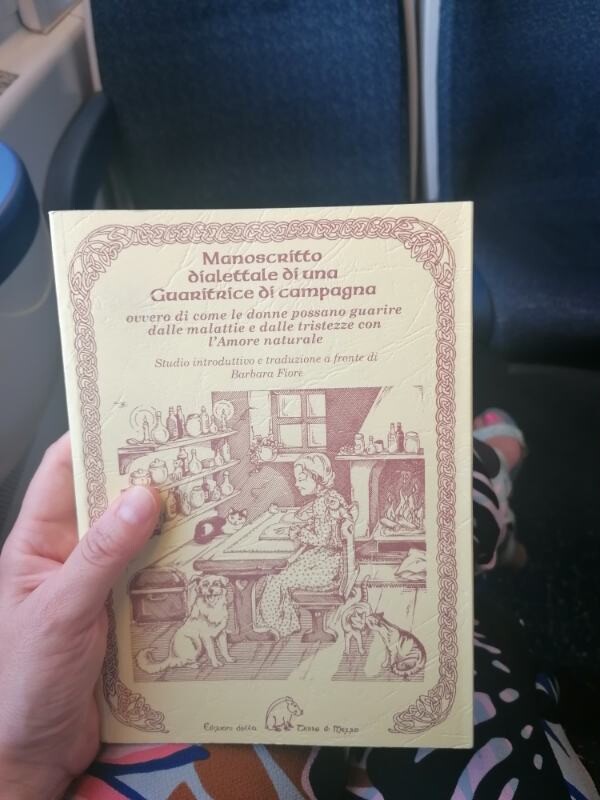 Manoscritto
dialettale di una
Guaritrice di campagna
ovvero di come le donne possano guarire
dalle malattie e dalle tristezze con
l'Amore naturale
Studio introduttivo e traduzione a fronte di
Barbara Fiore
Edizioni della Terra di Mezzo